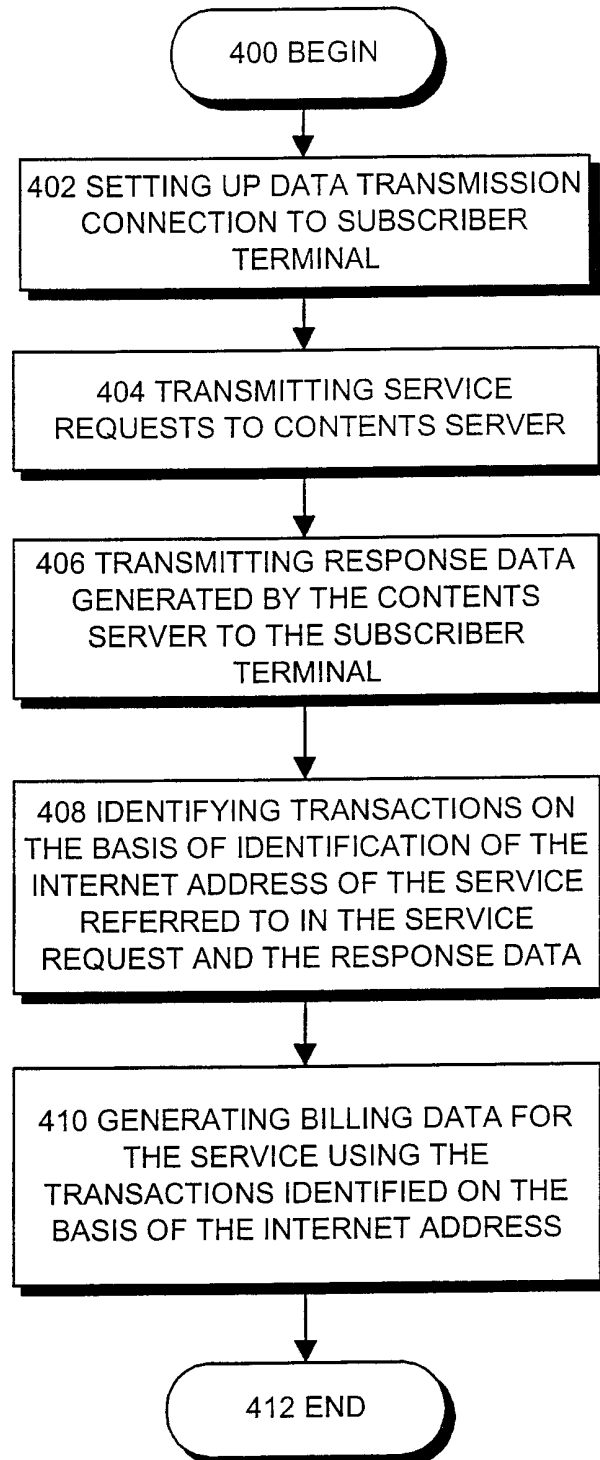 400 BEGIN
402 SETTING UP DATA TRANSMISSION
CONNECTION TO SUBSCRIBER
TERMINAL
404 TRANSMITTING SERVICE
REQUESTS TO CONTENTS SERVER
406 TRANSMITTING RESPONSE DATA
GENERATED BY THE CONTENTS
SERVER TO THE SUBSCRIBER
TERMINAL
408 IDENTIFYING TRANSACTIONS ON
THE BASIS OF IDENTIFICATION OF THE
INTERNET ADDRESS OF THE SERVICE
REFERRED TO IN THE SERVICE
REQUEST AND THE RESPONSE DATA
410 GENERATING BILLING DATA FOR
THE SERVICE USING THE
TRANSACTIONS IDENTIFIED ON THE
BASIS OF THE INTERNET ADDRESS
412 END